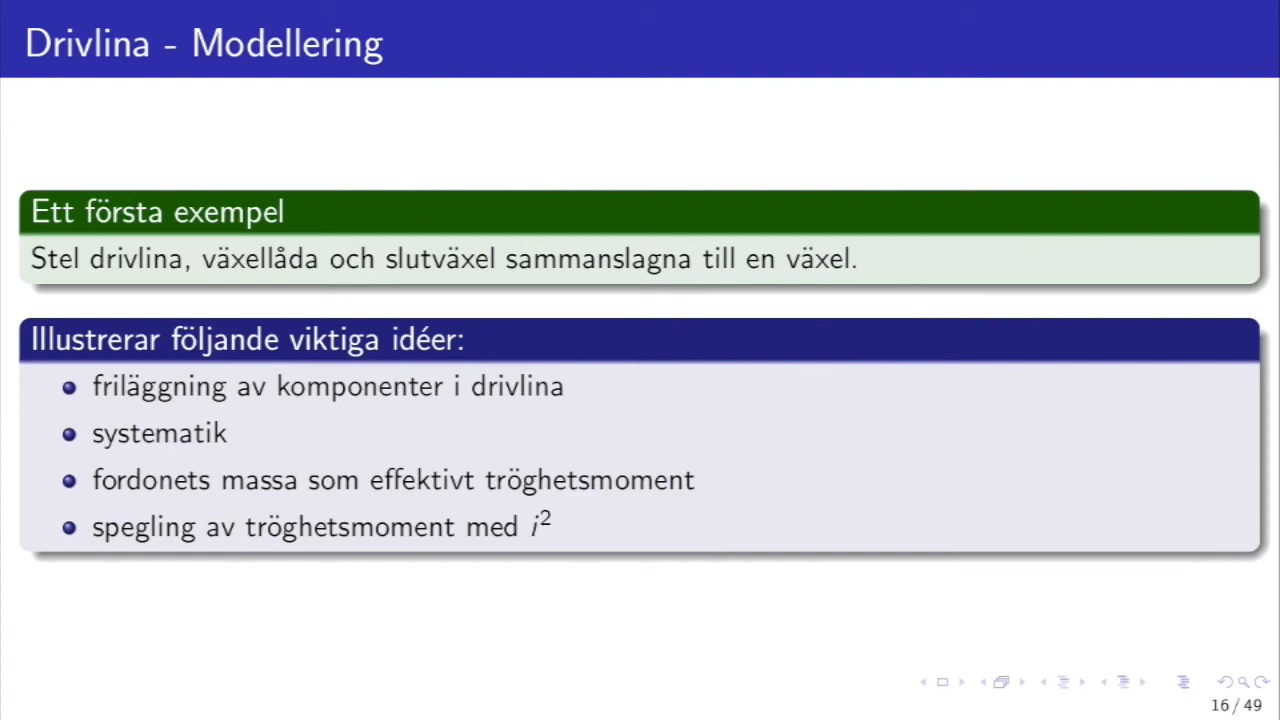 Drivlina - Modellering
Ett första exempel
Stel drivlina, växellåda och slutväxel sammanslagna till en växel.
Illustrerar följande viktiga idéer:
friläggning av komponenter i drivlina
systematik
fordonets massa som effektivt tröghetsmoment
spegling av tröghetsmoment med i²
16 / 49